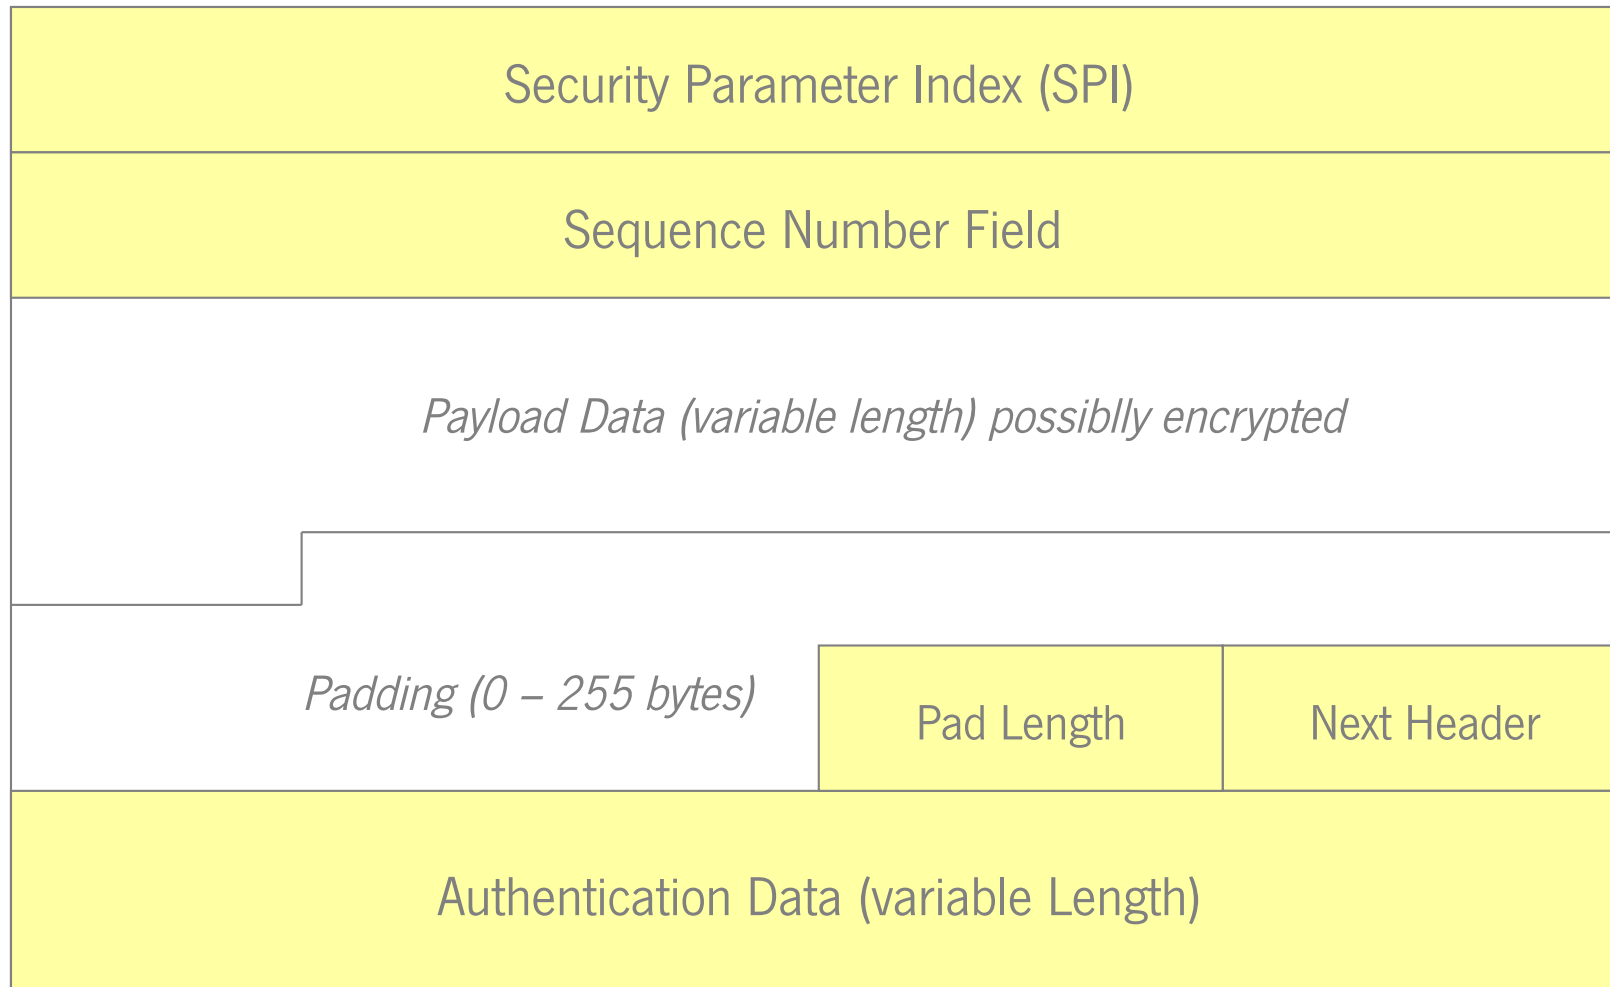 Security Parameter Index (SPI)
Sequence Number Field
Payload Data (variable length) possiblly encrypted
Padding (0 – 255 bytes)
Pad Length
Next Header
Authentication Data (variable Length)